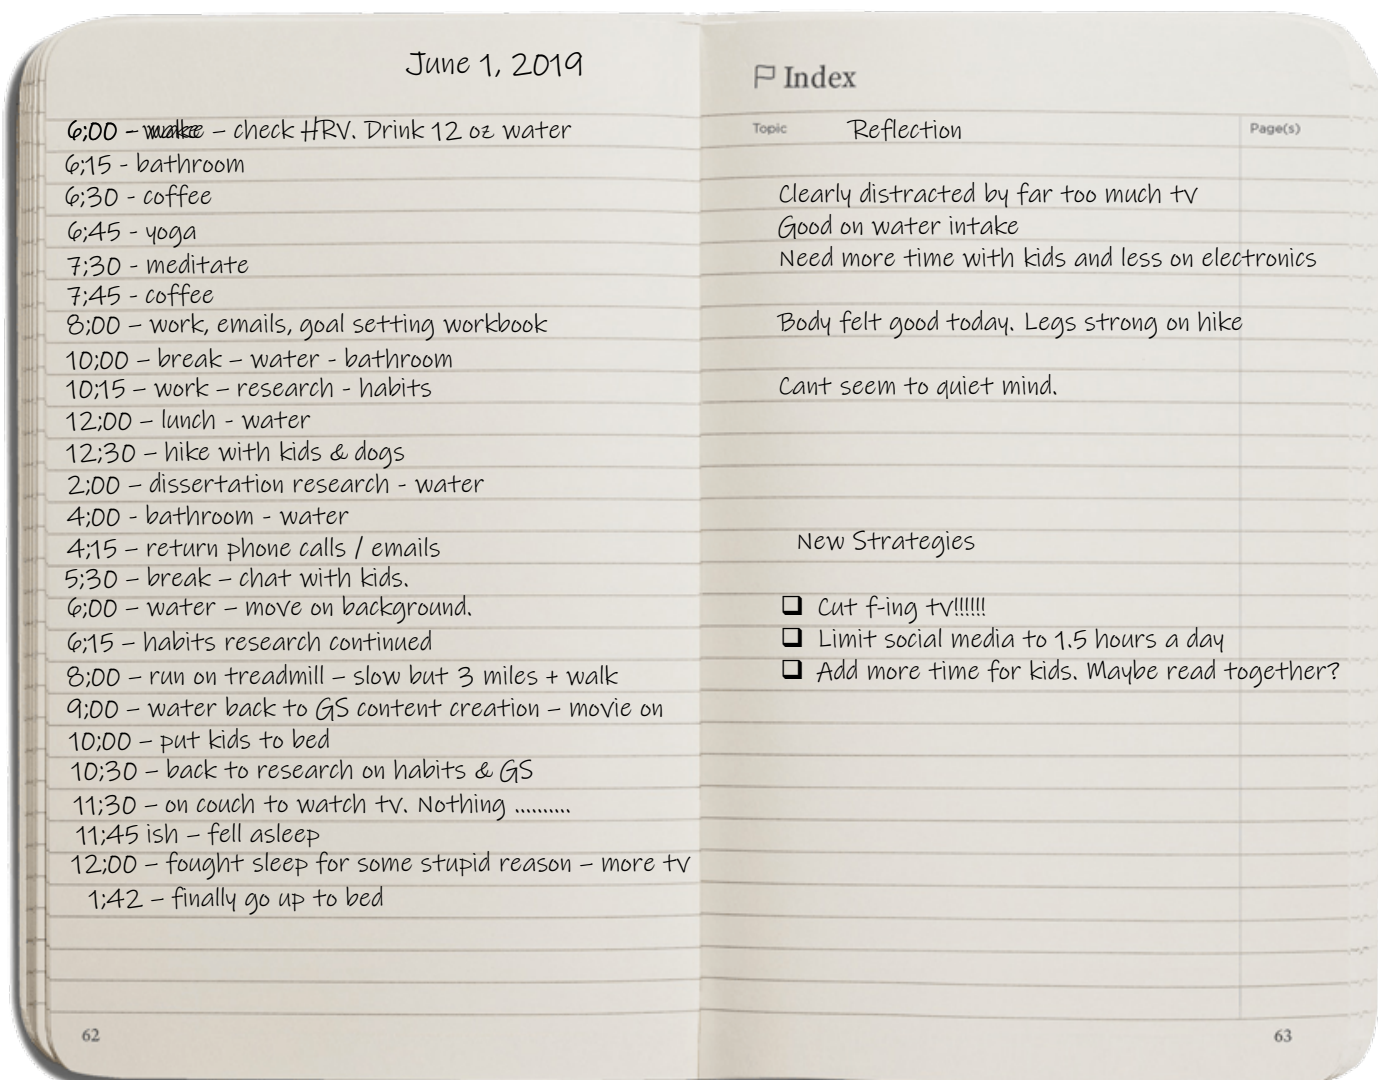 June 1, 2019
6;00 – wake – check HRV. Drink 12 oz water
6;15 - bathroom
6;30 - coffee
6;45 - yoga
7;30 - meditate
7;45 - coffee
8;00 – work, emails, goal setting workbook
10;00 – break – water - bathroom
10;15 – work – research - habits
12;00 – lunch - water
12;30 – hike with kids & dogs
2;00 – dissertation research - water
4;00 - bathroom - water
4;15 – return phone calls / emails
5;30 – break – chat with kids.
6;00 – water – move on background.
6;15 – habits research continued
8;00 – run on treadmill – slow but 3 miles + walk
9;00 – water back to GS content creation – movie on
10;00 – put kids to bed
10;30 – back to research on habits & GS
11;30 – on couch to watch tv. Nothing ..........
11;45 ish – fell asleep
12;00 – fought sleep for some stupid reason – more tv
1;42 – finally go up to bed
62
Index
Topic Reflection Page(s)
Clearly distracted by far too much tv
Good on water intake
Need more time with kids and less on electronics
Body felt good today. Legs strong on hike
Cant seem to quiet mind.
New Strategies
❑ Cut f-ing tv!!!!!!
❑ Limit social media to 1.5 hours a day
❑ Add more time for kids. Maybe read together?
63